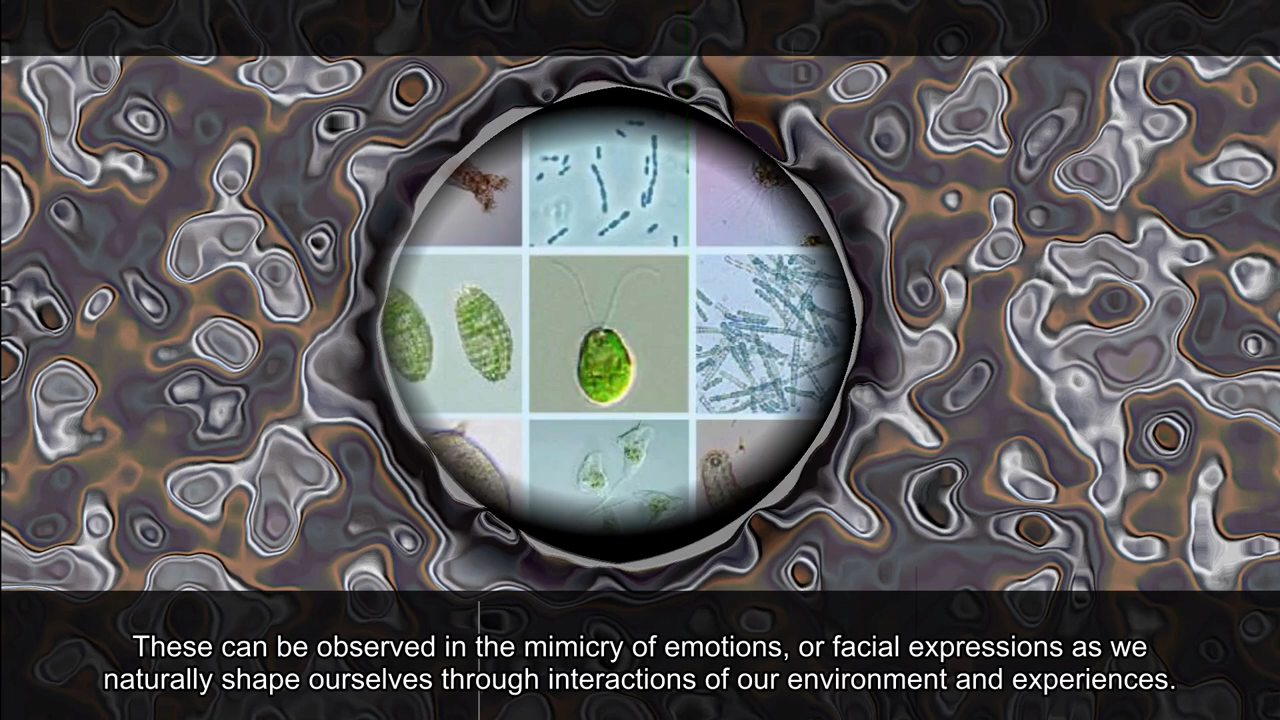 These can be observed in the mimicry of emotions, or facial expressions as we
naturally shape ourselves through interactions of our environment and experiences.